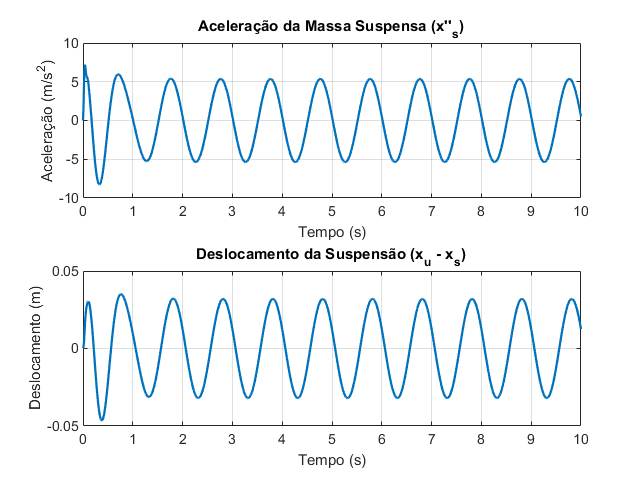 Aceleração da Massa Suspensa (x''s)
Aceleração (m/s²)
10
5
0
-5
-10
0 1 2 3 4 5 6 7 8 9 10
Tempo (s)
Deslocamento da Suspensão (xu - xs)
Deslocamento (m)
0.05
0
-0.05
0 1 2 3 4 5 6 7 8 9 10
Tempo (s)